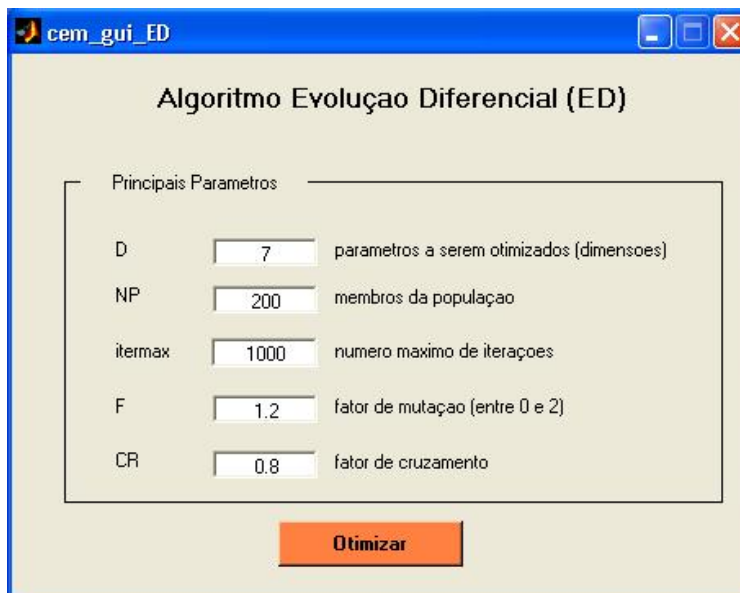 cem_gui_ED
Algoritmo Evoluçao Diferencial (ED)
Principais Parametros
D 7 parametros a serem otimizados (dimensoes)
NP 200 membros da populaçao
itermax 1000 numero maximo de iteraçoes
F 1.2 fator de mutaçao (entre 0 e 2)
CR 0.8 fator de cruzamento
Otimizar